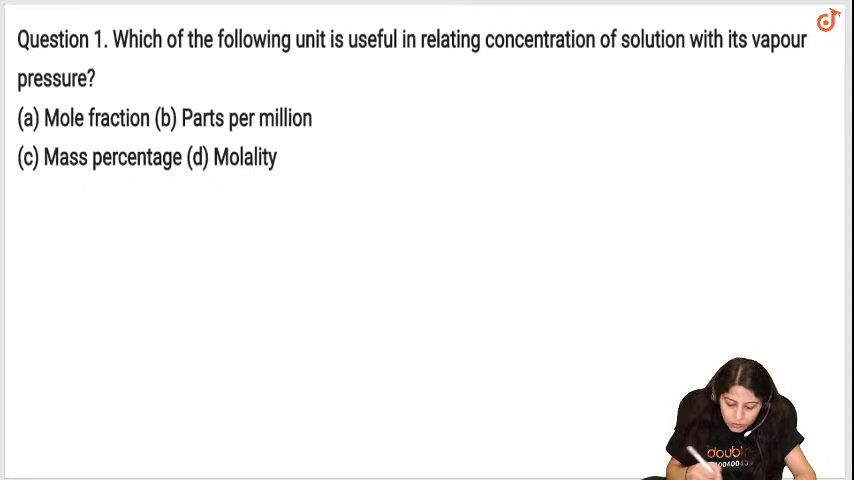 Question 1. Which of the following unit is useful in relating concentration of solution with its vapour
pressure?
(a) Mole fraction (b) Parts per million
(c) Mass percentage (d) Molality
doubt